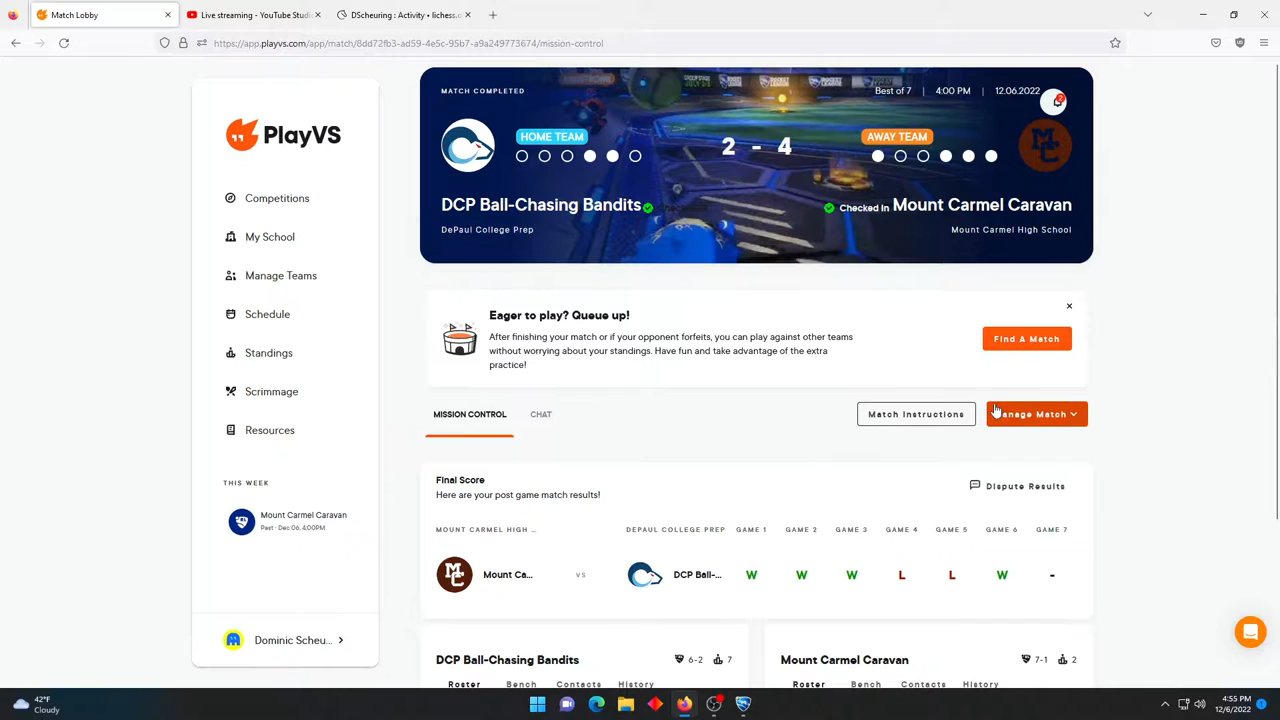 Match Lobby
Live streaming - YouTube Studi
DScheuring : Activity • lichess.o
https://app.playvs.com/app/match/8dd72fb3-ad59-4e5c-95b7-a9a249773674/mission-control
PlayVS
Competitions
My School
Manage Teams
Schedule
Standings
Scrimmage
Resources
THIS WEEK
Mount Carmel Caravan
Past · Dec 06, 4:00PM
Dominic Scheu...
MATCH COMPLETED
Best of 7 | 4:00 PM | 12.06.2022
2
HOME TEAM
2 - 4
AWAY TEAM
MC
DCP Ball-Chasing Bandits
Checked In Mount Carmel Caravan
DePaul College Prep
Mount Carmel High School
Eager to play? Queue up!
After finishing your match or if your opponent forfeits, you can play against other teams
without worrying about your standings. Have fun and take advantage of the extra
practice!
Find A Match
MISSION CONTROL
CHAT
Match Instructions
Manage Match
Final Score
Here are your post game match results!
Dispute Results
MOUNT CARMEL HIGH ... DEPAUL COLLEGE PREP GAME 1 GAME 2 GAME 3 GAME 4 GAME 5 GAME 6 GAME 7
MC Mount Ca... VS DCP Ball-... W W W L L W -
DCP Ball-Chasing Bandits 6-2 7
Roster Bench Contacts History
Mount Carmel Caravan 7-1 2
Roster Bench Contacts History
42°F
Cloudy
4:55 PM
12/6/2022